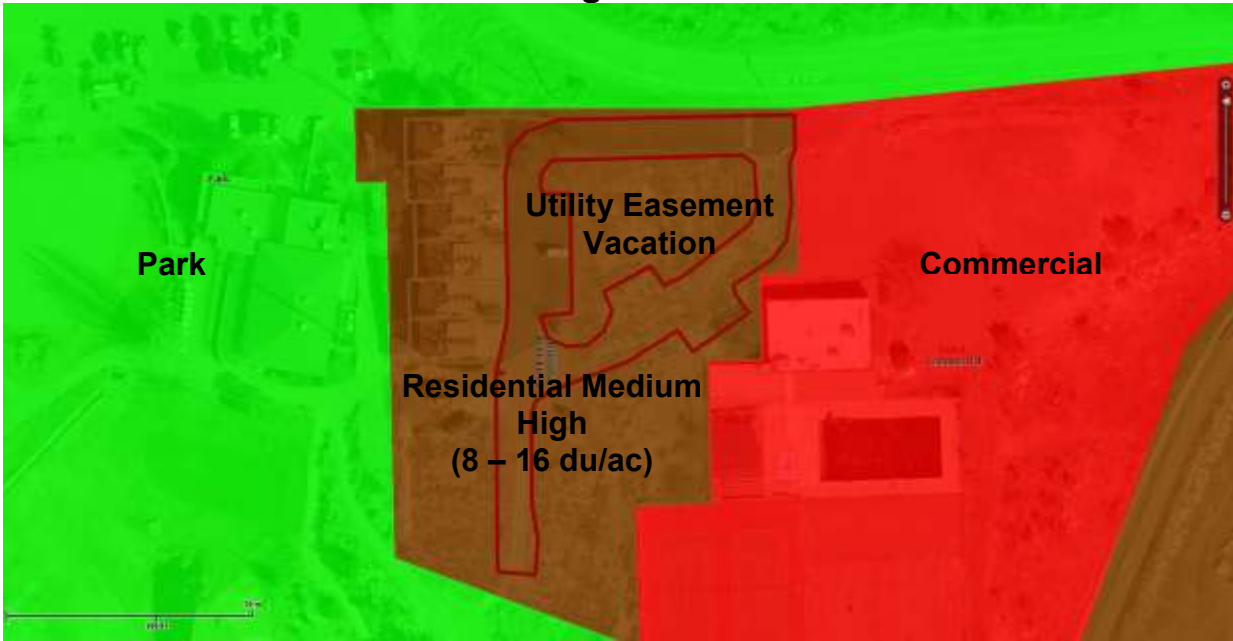 Utility Easement
Vacation
Park
Commercial
Residential Medium
High
(8 – 16 du/ac)